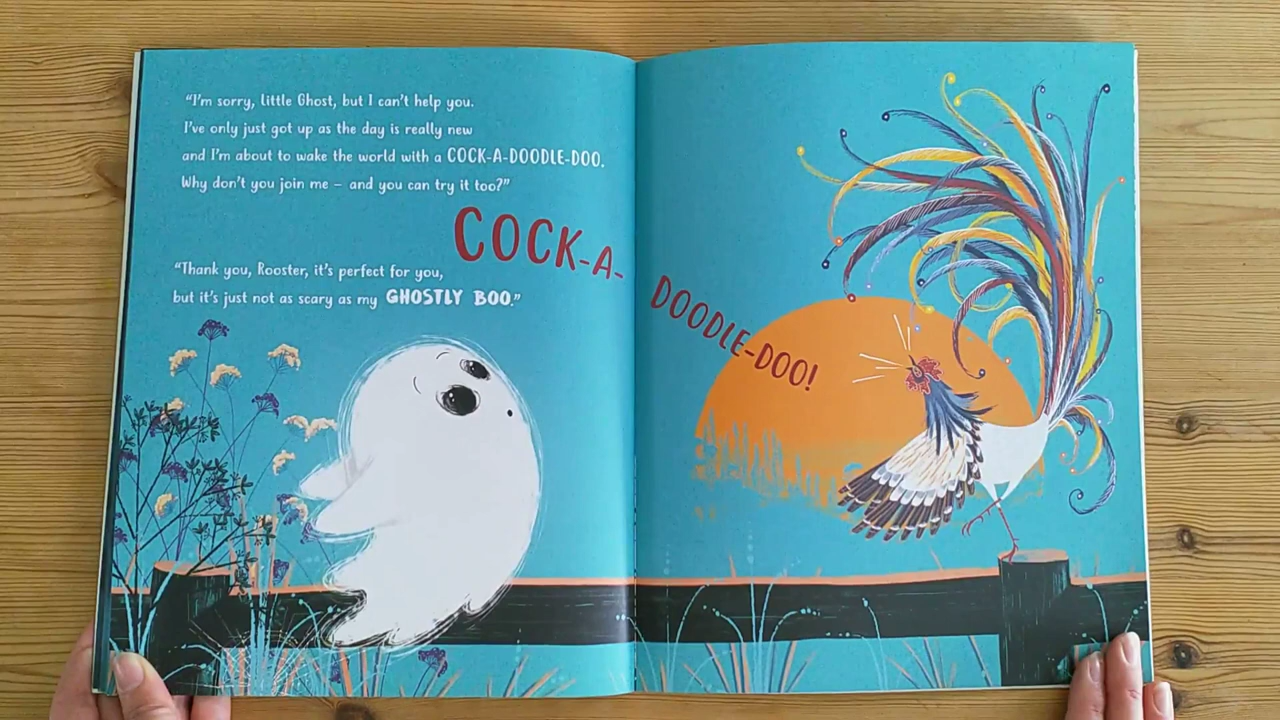 “I’m sorry, little Ghost, but I can’t help you.
I’ve only just got up as the day is really new
and I’m about to wake the world with a COCK-A-DOODLE-DOO.
Why don’t you join me – and you can try it too?”
COCK-A-
DOODLE-DOO!
“Thank you, Rooster, it’s perfect for you,
but it’s just not as scary as my GHOSTLY BOO.”